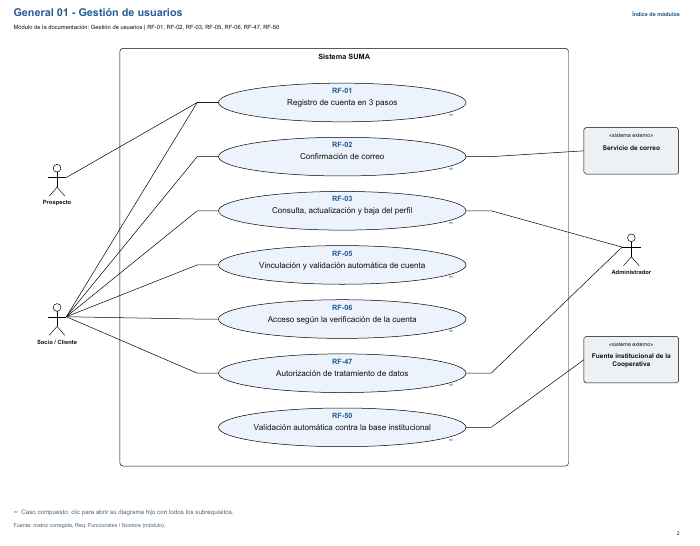 General 01 - Gestión de usuarios
Índice de módulos
Módulo de la documentación: Gestión de usuarios | RF-01, RF-02, RF-03, RF-05, RF-06, RF-47, RF-50
Sistema SUMA
RF-01
Registro de cuenta en 3 pasos
RF-02
Confirmación de correo
«sistema externo»
Servicio de correo
Prospecto
RF-03
Consulta, actualización y baja del perfil
RF-05
Vinculación y validación automática de cuenta
Administrador
RF-06
Acceso según la verificación de la cuenta
Socio / Cliente
«sistema externo»
Fuente institucional de la
Cooperativa
RF-47
Autorización de tratamiento de datos
RF-50
Validación automática contra la base institucional
Caso compuesto: clic para abrir su diagrama hijo con todos los subrequisitos.
Fuente: matriz corregida, Req. Funcionales / Nombre (módulo).
2